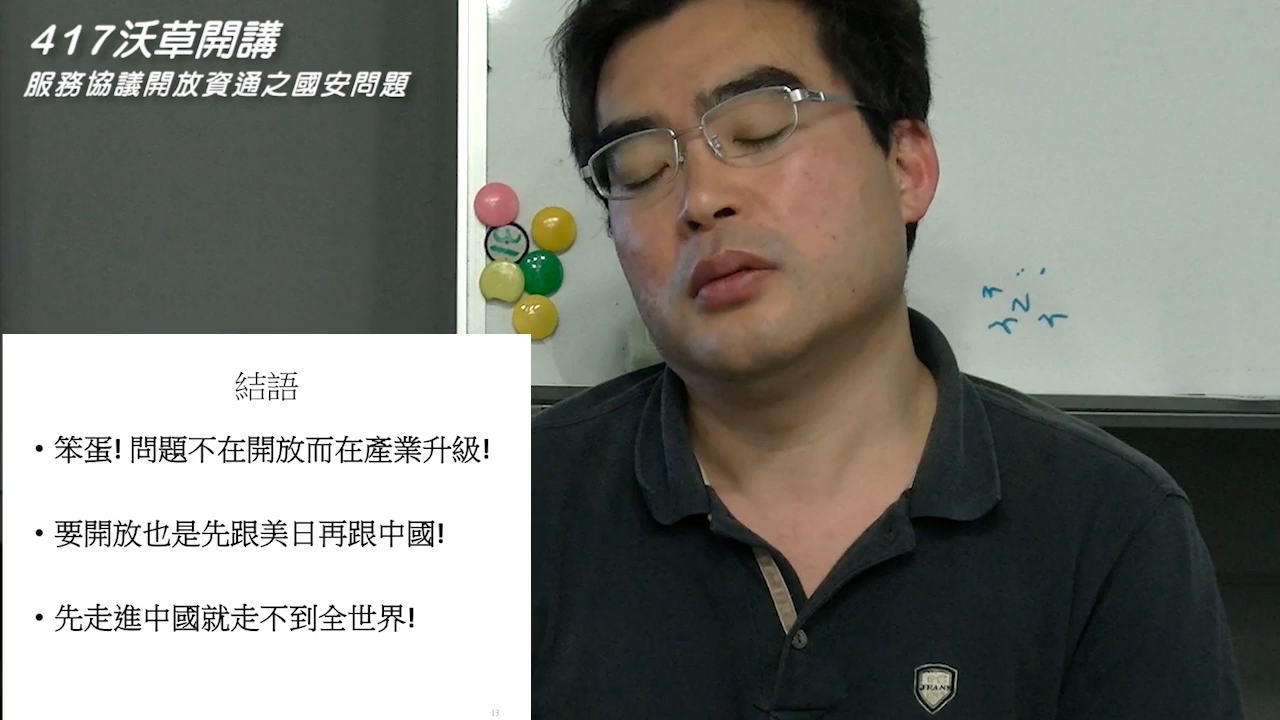 417沃草開講
服務協議開放資通之國安問題
結語
• 笨蛋! 問題不在開放而在產業升級!
• 要開放也是先跟美日再跟中國!
• 先走進中國就走不到全世界!
13
JEANS